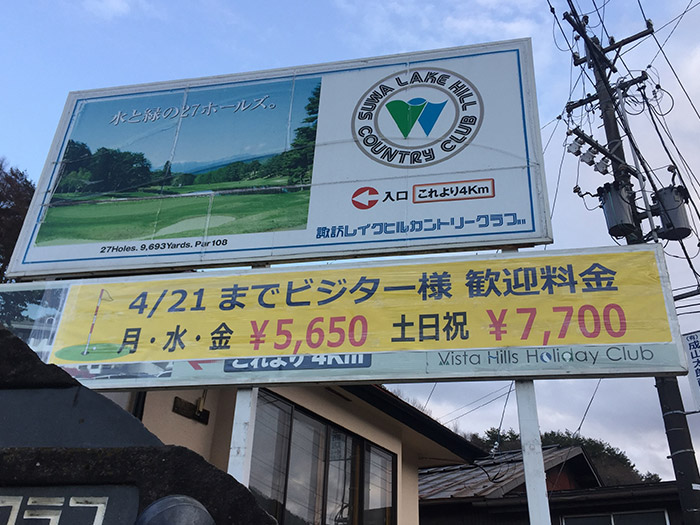 水と緑の27ホールズ。
SUWA LAKE HILL
COUNTRY CLUB
入口 これより4Km
27Holes. 9,693Yards. Par108
諏訪レイクヒルカントリークラブ
4/21 までビジター様 歓迎料金
月・水・金 ¥5,650 土日祝 ¥7,700
これより4Km
Vista Hills Holiday Club
クラブ